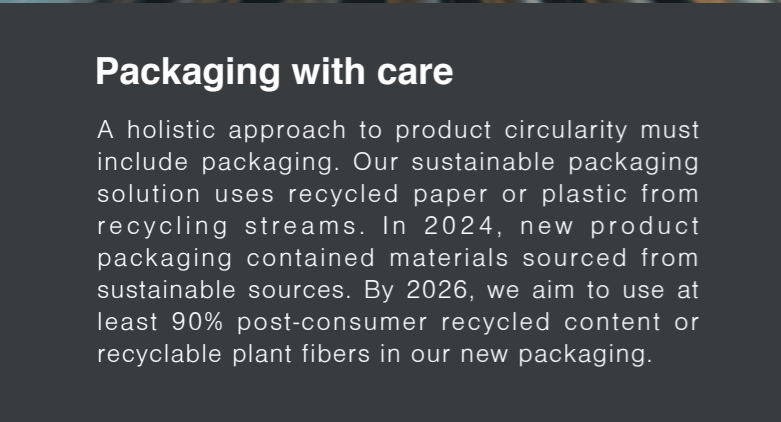 Packaging with care
A holistic approach to product circularity must
include packaging. Our sustainable packaging
solution uses recycled paper or plastic from
recycling streams. In 2024, new product
packaging contained materials sourced from
sustainable sources. By 2026, we aim to use at
least 90% post-consumer recycled content or
recyclable plant fibers in our new packaging.